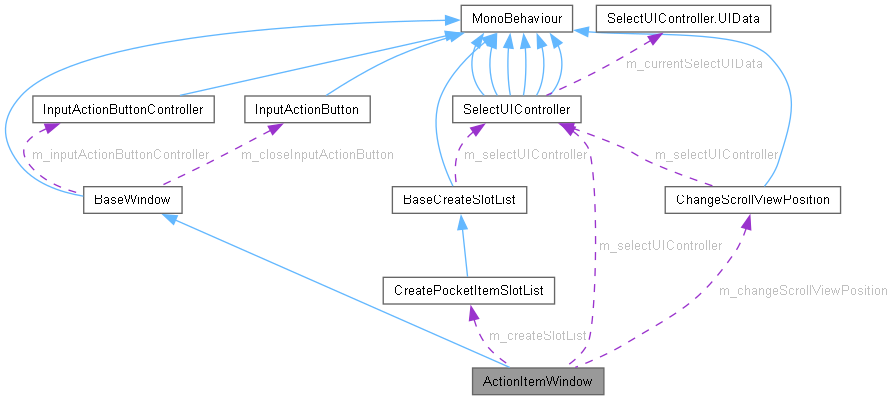 MonoBehaviour
SelectUIController.UIData
m_currentSelectUIData
InputActionButtonController
InputActionButton
SelectUIController
m_inputActionButtonController
m_closeInputActionButton
m_selectUIController
m_selectUIController
BaseWindow
BaseCreateSlotList
ChangeScrollViewPosition
m_selectUIController
CreatePocketItemSlotList
m_changeScrollViewPosition
m_createSlotList
ActionItemWindow